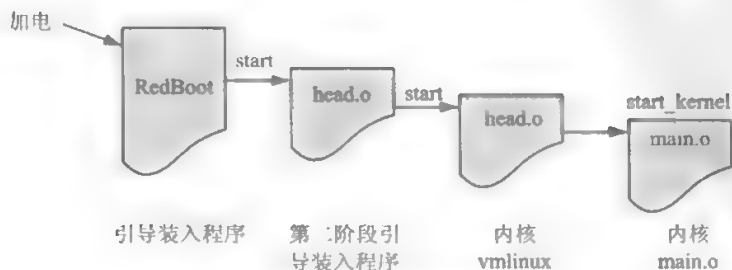 加电
RedBoot
start
head.o
start
head.o
start_kernel
main.o
引导装入程序
第二阶段引
导装入程序
内核
vmlinux
内核
main.o